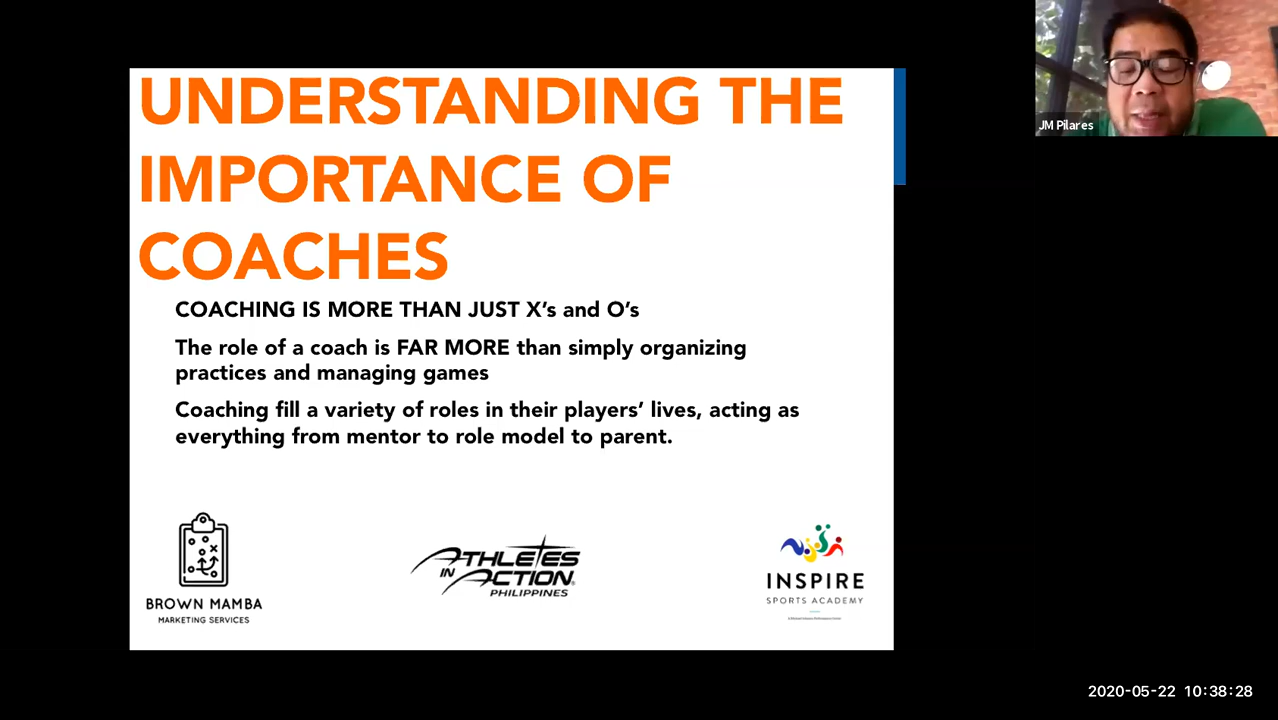 UNDERSTANDING THE
IMPORTANCE OF
COACHES
COACHING IS MORE THAN JUST X's and O's
The role of a coach is FAR MORE than simply organizing
practices and managing games
Coaching fill a variety of roles in their players' lives, acting as
everything from mentor to role model to parent.
BROWN MAMBA
MARKETING SERVICES
ATHLETES
IN ACTION
PHILIPPINES
INSPIRE
SPORTS ACADEMY
JM Pilares
2020-05-22 10:38:28